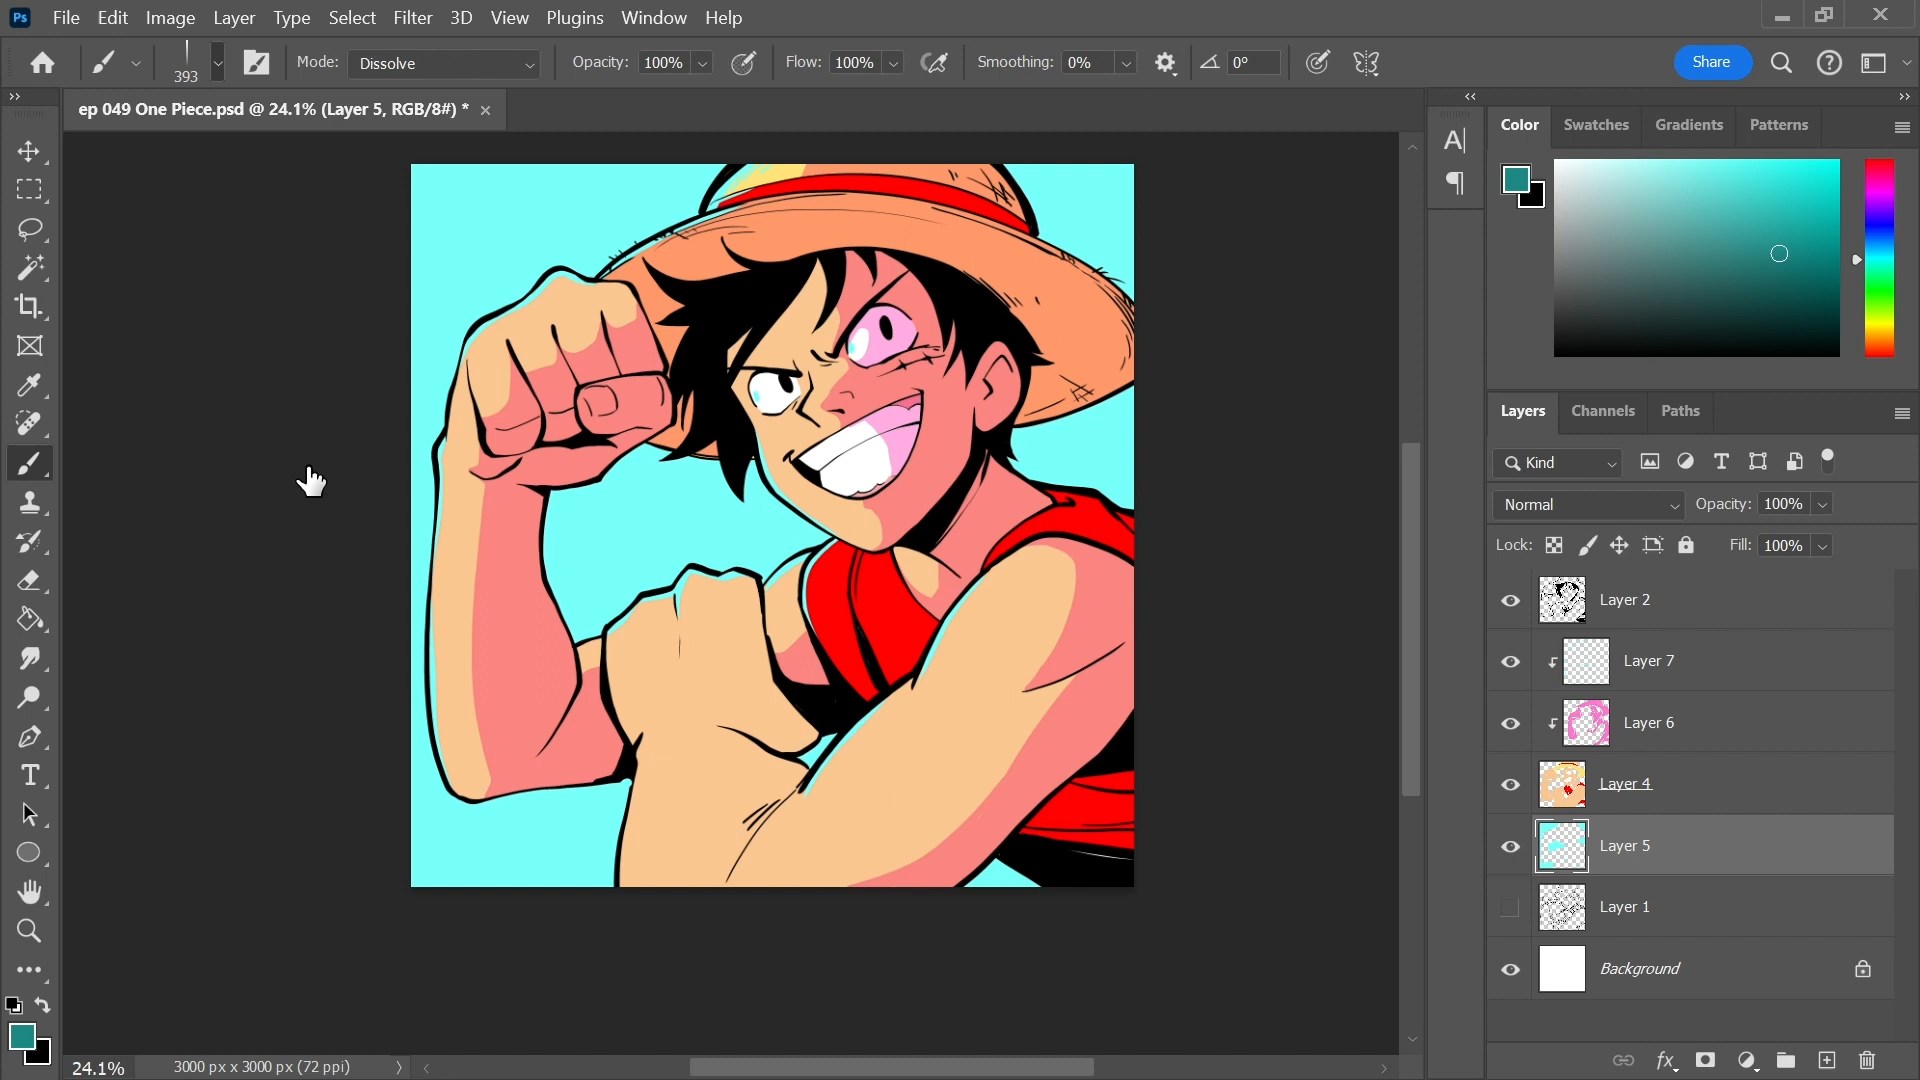 Ps File Edit Image Layer Type Select Filter 3D View Plugins Window Help
393 Mode: Dissolve Opacity: 100% Flow: 100% Smoothing: 0% 0° Share
ep 049 One Piece.psd @ 24.1% (Layer 5, RGB/8#) *
Color Swatches Gradients Patterns
Layers Channels Paths
Kind
Normal Opacity: 100%
Lock: Fill: 100%
Layer 2
Layer 7
Layer 6
Layer 4
Layer 5
Layer 1
Background
24.1% 3000 px x 3000 px (72 ppi)